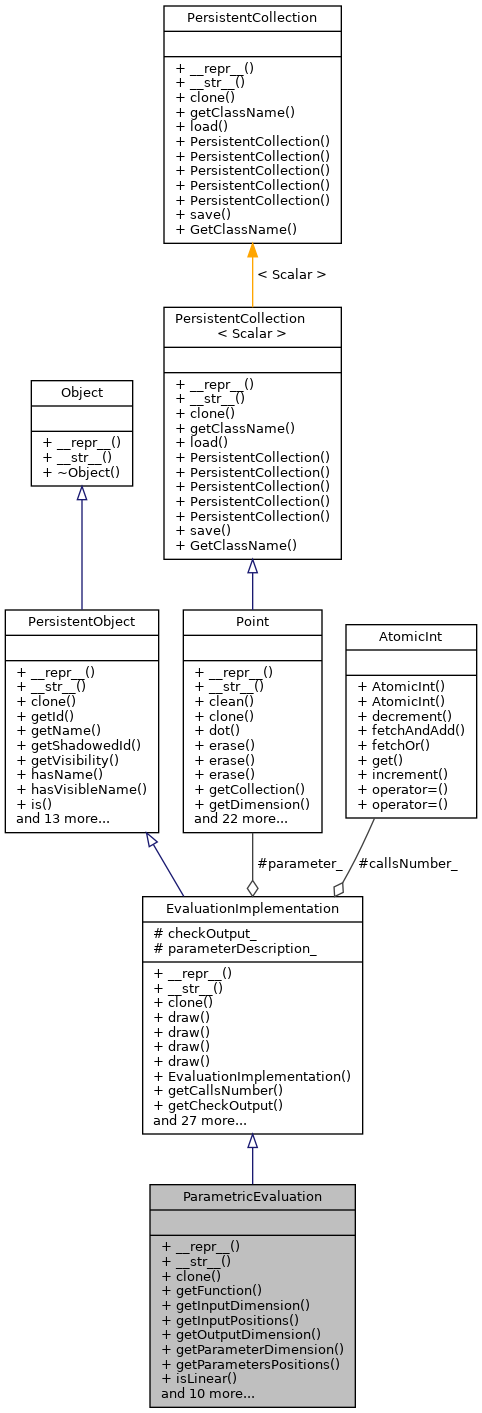 PersistentCollection
+ __repr__()
+ __str__()
+ clone()
+ getClassName()
+ load()
+ PersistentCollection()
+ PersistentCollection()
+ PersistentCollection()
+ PersistentCollection()
+ PersistentCollection()
+ save()
+ GetClassName()
< Scalar >
PersistentCollection
< Scalar >
+ __repr__()
+ __str__()
+ clone()
+ getClassName()
+ load()
+ PersistentCollection()
+ PersistentCollection()
+ PersistentCollection()
+ PersistentCollection()
+ PersistentCollection()
+ save()
+ GetClassName()
Object
+ __repr__()
+ __str__()
+ ~Object()
PersistentObject
+ __repr__()
+ __str__()
+ clone()
+ getId()
+ getName()
+ getShadowedId()
+ getVisibility()
+ hasName()
+ hasVisibleName()
+ is()
and 13 more...
Point
+ __repr__()
+ __str__()
+ clean()
+ clone()
+ dot()
+ erase()
+ erase()
+ erase()
+ getCollection()
+ getDimension()
and 22 more...
AtomicInt
+ AtomicInt()
+ AtomicInt()
+ decrement()
+ fetchAndAdd()
+ fetchOr()
+ get()
+ increment()
+ operator=()
+ operator=()
#parameter_
#callsNumber_
EvaluationImplementation
# checkOutput_
# parameterDescription_
+ __repr__()
+ __str__()
+ clone()
+ draw()
+ draw()
+ draw()
+ draw()
+ EvaluationImplementation()
+ getCallsNumber()
+ getCheckOutput()
and 27 more...
ParametricEvaluation
+ __repr__()
+ __str__()
+ clone()
+ getFunction()
+ getInputDimension()
+ getInputPositions()
+ getOutputDimension()
+ getParameterDimension()
+ getParametersPositions()
+ isLinear()
and 10 more...